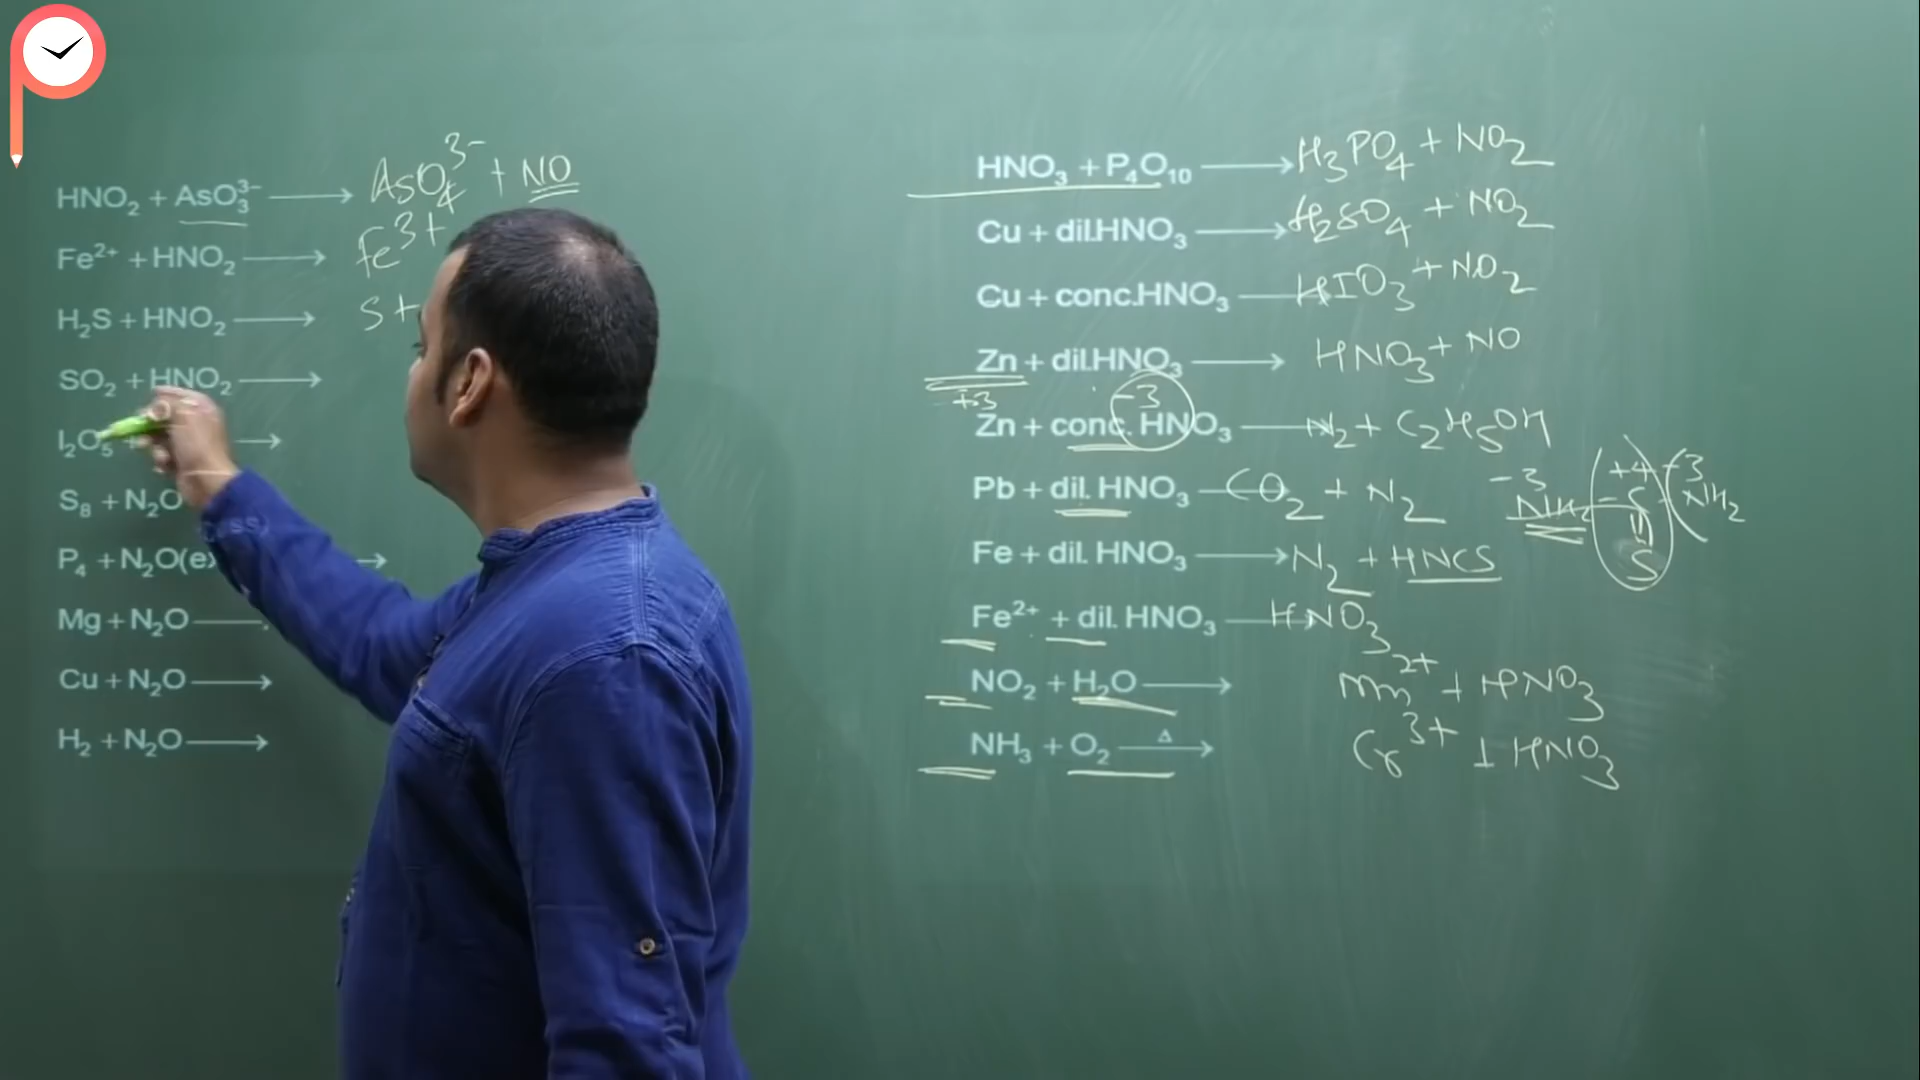 HNO₂ + AsO₃³⁻ ⟶ AsO₄³⁻ + NO
Fe²⁺ + HNO₂ ⟶ Fe³⁺
H₂S + HNO₂ ⟶ S +
SO₂ + HNO₂ ⟶
I₂O₅ + ⟶
S₈ + N₂O
P₄ + N₂O(ex ⟶
Mg + N₂O ⟶
Cu + N₂O ⟶
H₂ + N₂O ⟶
HNO₃ + P₄O₁₀ ⟶ H₃PO₄ + NO₂
Cu + dil.HNO₃ ⟶ H₂SO₄ + NO₂
Cu + conc.HNO₃ ⟶ HIO₃ + NO₂
Zn + dil.HNO₃ ⟶ HNO₃ + NO
+3 -3
Zn + conc. HNO₃ ⟶ N₂ + C₂H₅OH
Pb + dil. HNO₃ ⟶ CO₂ + N₂
-3 +4 -3
NH₂ - C - NH₂
S
Fe + dil. HNO₃ ⟶ N₂ + HNCS
Fe²⁺ + dil. HNO₃ ⟶ HNO₃
NO₂ + H₂O ⟶ Mn²⁺ + HNO₃
NH₃ + O₂ ⟶ Δ Cr³⁺ + HNO₃